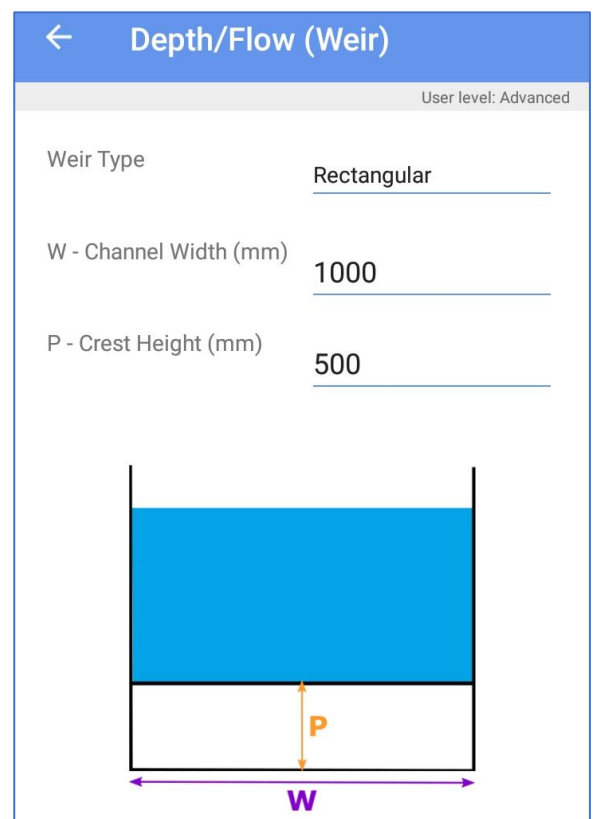 Depth/Flow (Weir)
User level: Advanced
Weir Type
Rectangular
W - Channel Width (mm)
1000
P - Crest Height (mm)
500
P
W